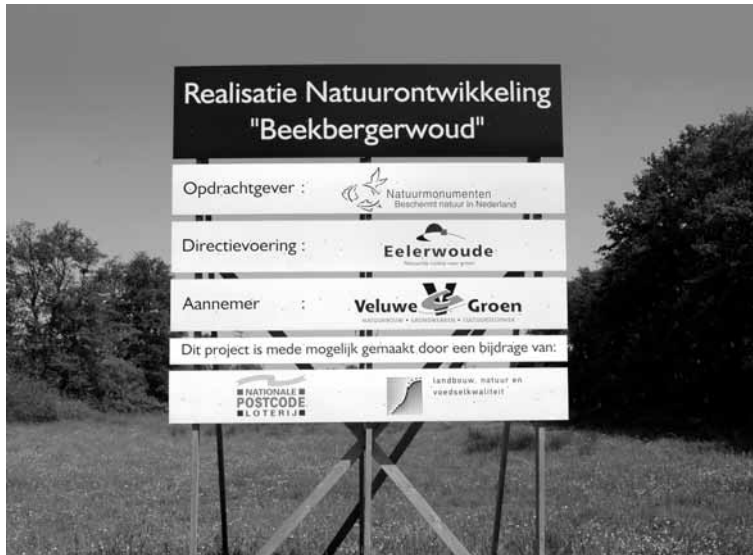 Realisatie Natuurontwikkeling
"Beekbergerwoud"
Opdrachtgever :
Natuurmonumenten
Beschermt natuur in Nederland
Directievoering :
Eelerwoude
Aannemer :
Veluwe Groen
Dit project is mede mogelijk gemaakt door een bijdrage van:
NATIONALE
POSTCODE
LOTERIJ
landbouw, natuur en
voedselkwaliteit